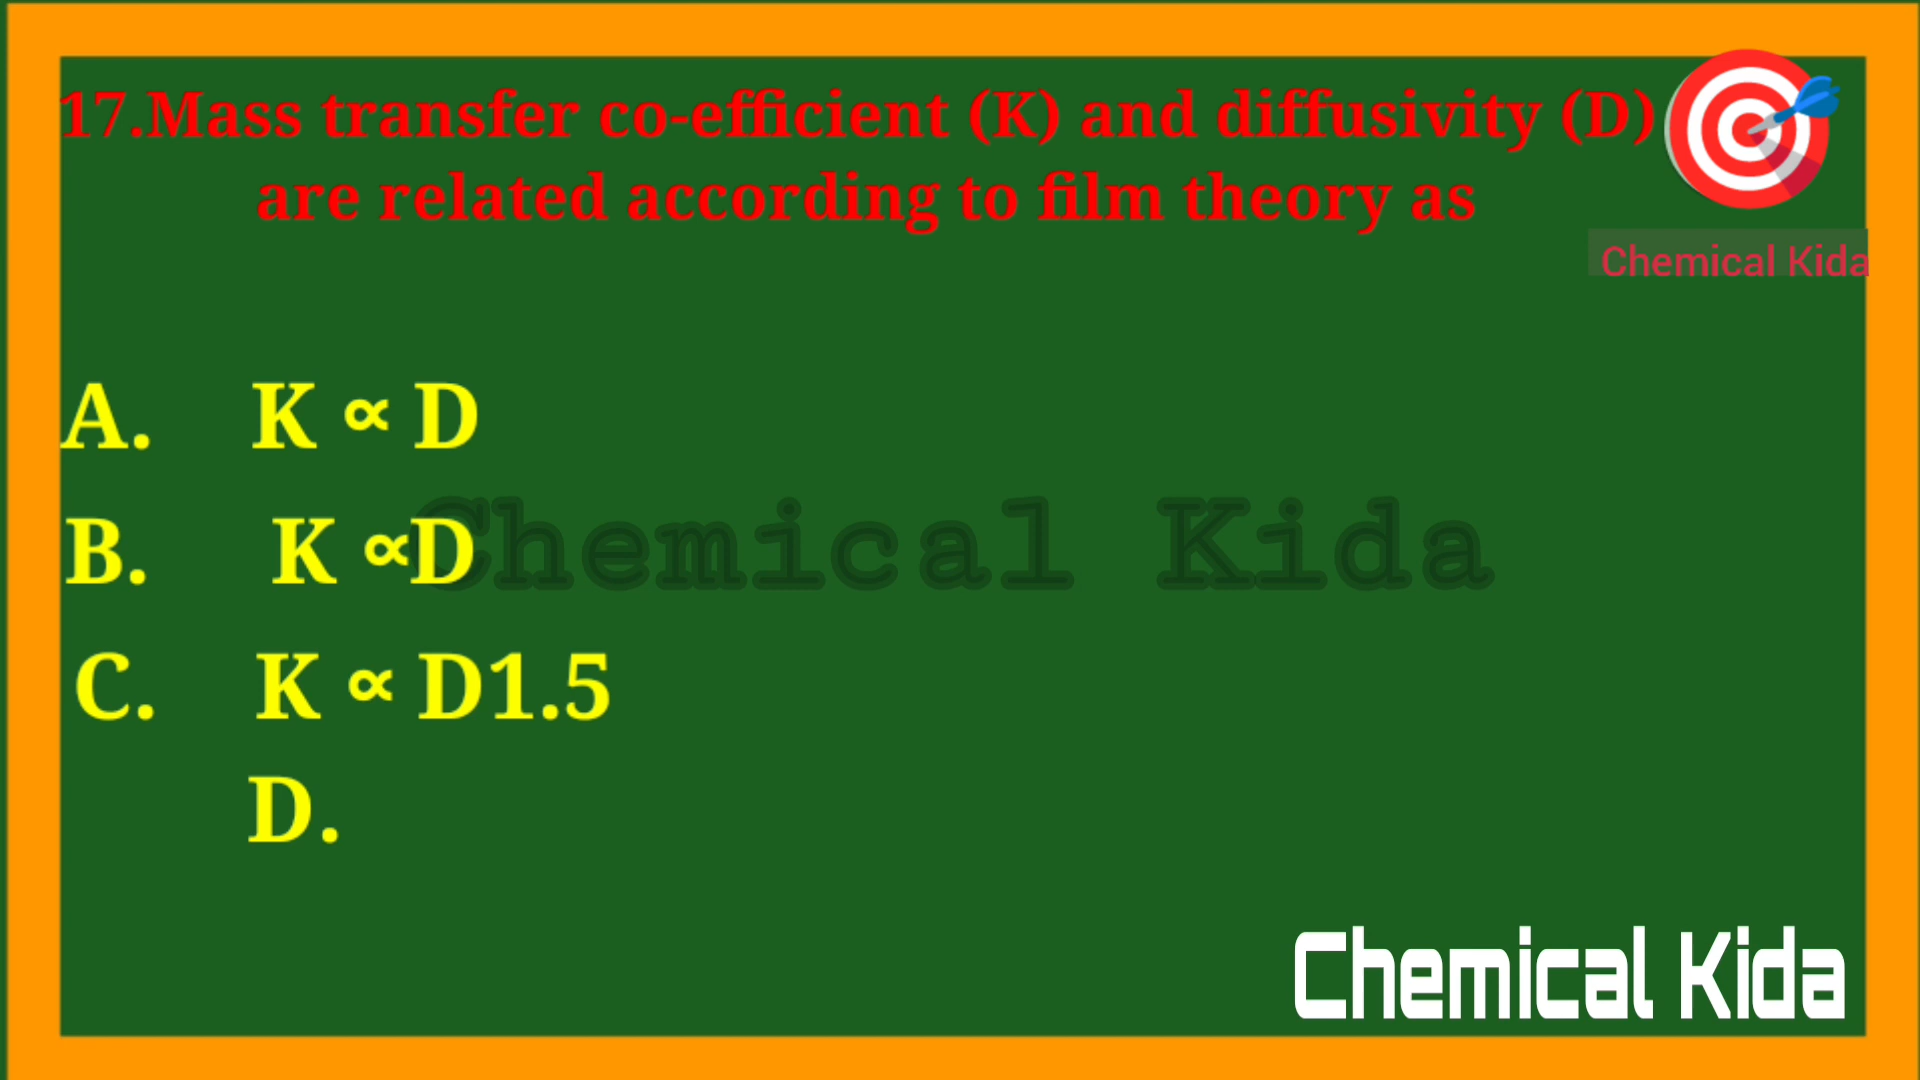 17.Mass transfer co-efficient (K) and diffusivity (D)
are related according to film theory as
Chemical Kida
A. K ∝ D
B. K ∝D
Chemical Kida
C. K ∝ D1.5
D.
Chemical Kida